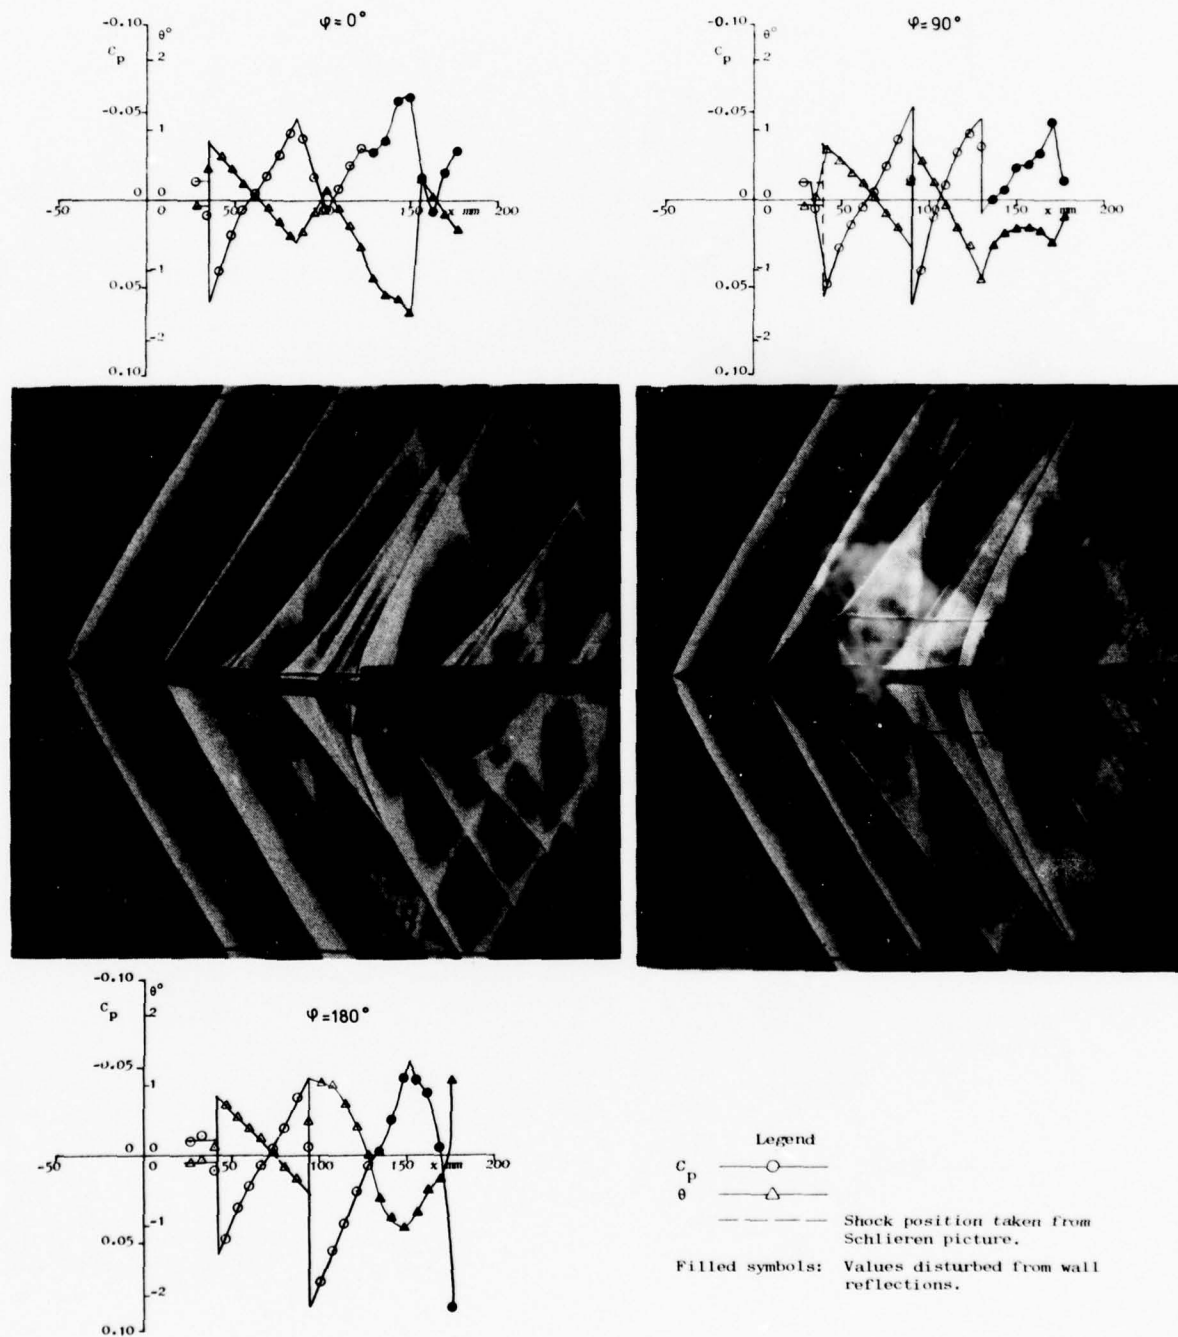 φ=0°
-0.10
Cp
θ°
2
-0.05
1
0
0
-50
0
50
100
150
x mm
200
-1
0.05
-2
0.10
φ=90°
-0.10
Cp
θ°
2
-0.05
1
0
0
-50
0
50
100
150
x mm
200
-1
0.05
-2
0.10
-0.10
Cp
θ°
2
φ=180°
-0.05
1
0
0
-50
0
50
100
150
x mm
200
-1
0.05
-2
0.10
Legend
Cp
θ
Shock position taken from
Schlieren picture.
Filled symbols: Values disturbed from wall
reflections.